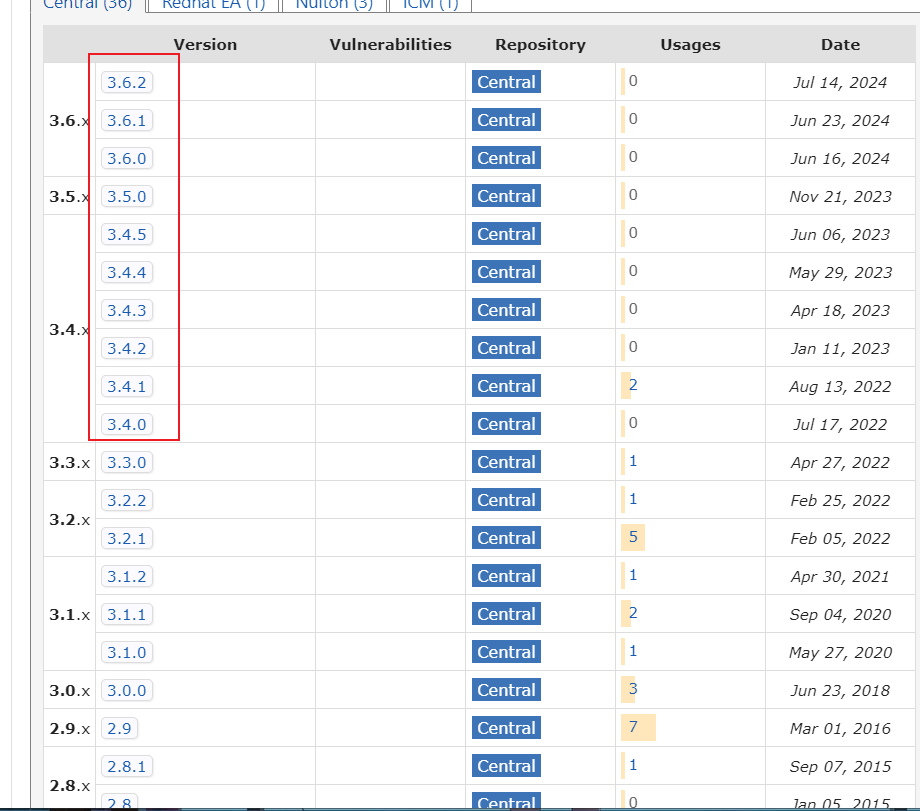 Central (36) Redhat EA (1) Nuiton (3) ICM (1)
Version Vulnerabilities Repository Usages Date
3.6.2 Central 0 Jul 14, 2024
3.6.x 3.6.1 Central 0 Jun 23, 2024
3.6.0 Central 0 Jun 16, 2024
3.5.x 3.5.0 Central 0 Nov 21, 2023
3.4.5 Central 0 Jun 06, 2023
3.4.4 Central 0 May 29, 2023
3.4.3 Central 0 Apr 18, 2023
3.4.x 3.4.2 Central 0 Jan 11, 2023
3.4.1 Central 2 Aug 13, 2022
3.4.0 Central 0 Jul 17, 2022
3.3.x 3.3.0 Central 1 Apr 27, 2022
3.2.x 3.2.2 Central 1 Feb 25, 2022
3.2.1 Central 5 Feb 05, 2022
3.1.2 Central 1 Apr 30, 2021
3.1.x 3.1.1 Central 2 Sep 04, 2020
3.1.0 Central 1 May 27, 2020
3.0.x 3.0.0 Central 3 Jun 23, 2018
2.9.x 2.9 Central 7 Mar 01, 2016
2.8.x 2.8.1 Central 1 Sep 07, 2015
2.8 Central 0 Jan 05, 2015